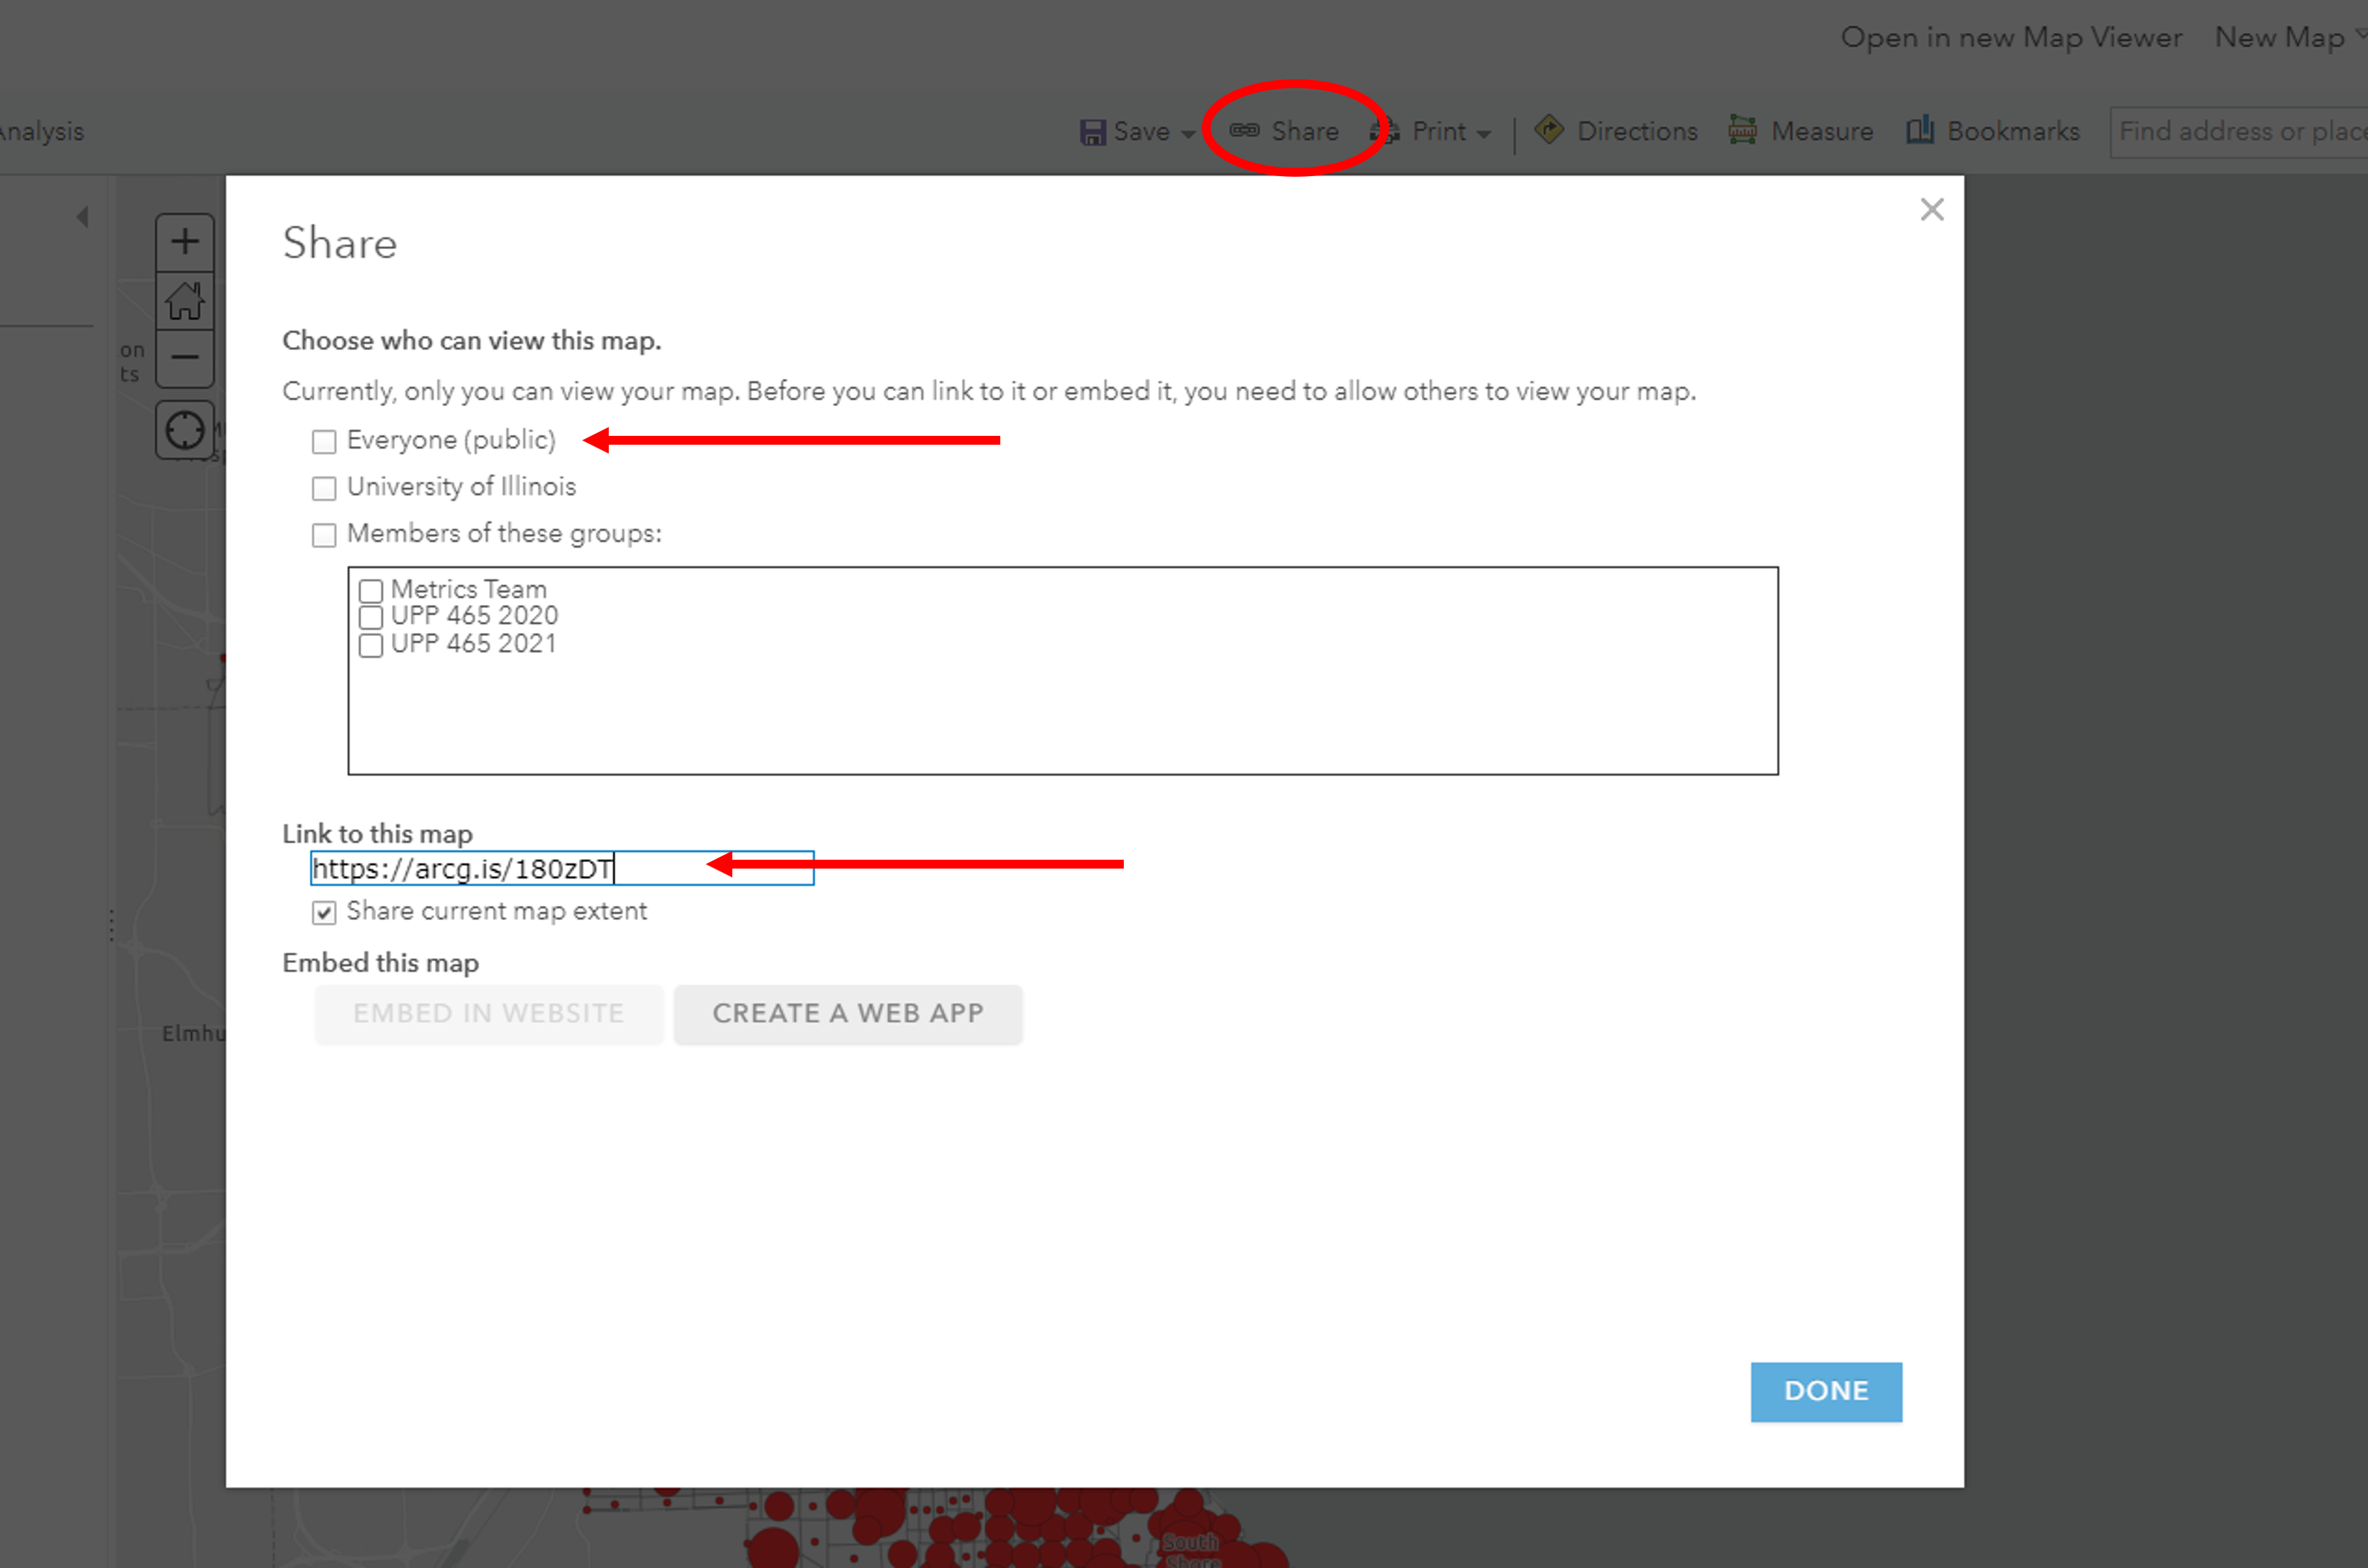 Open in new Map Viewer New Map
Analysis Save Share Print Directions Measure Bookmarks Find address or place
Share
Choose who can view this map.
Currently, only you can view your map. Before you can link to it or embed it, you need to allow others to view your map.
Everyone (public)
University of Illinois
Members of these groups:
Metrics Team
UPP 465 2020
UPP 465 2021
Link to this map
https://arcg.is/180zDT
Share current map extent
Embed this map
EMBED IN WEBSITE CREATE A WEB APP
Elmhu
DONE
South
Shore